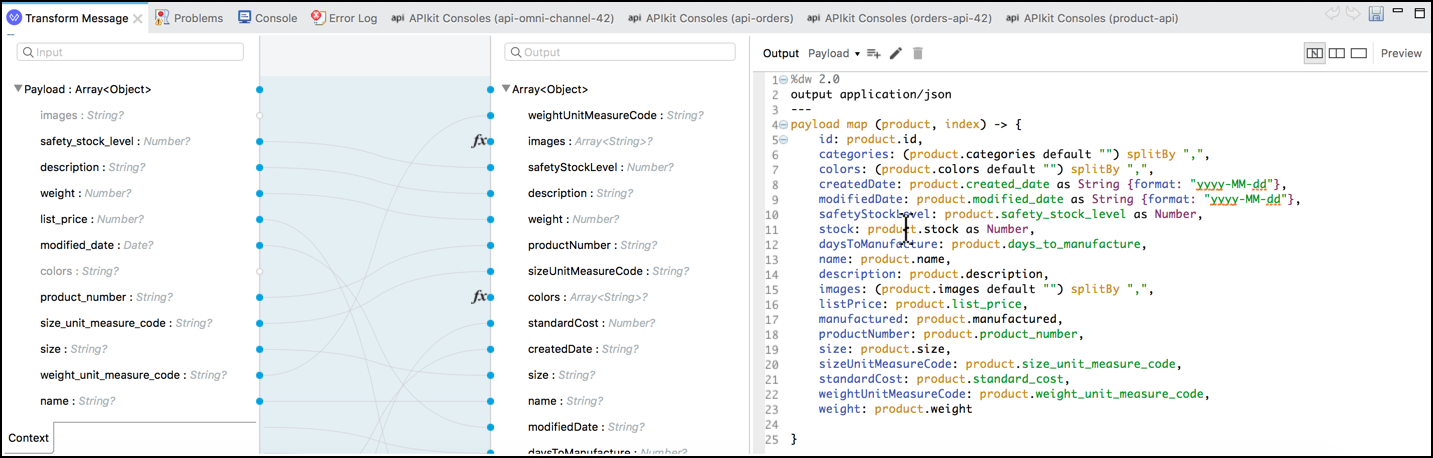 Transform Message
Problems
Console
Error Log
api APIkit Consoles (api-omni-channel-42)
api APIkit Consoles (api-orders)
api APIkit Consoles (orders-api-42)
api APIkit Consoles (product-api)
Input
Payload : Array<Object>
images : String?
safety_stock_level : Number?
description : String?
weight : Number?
list_price : Number?
modified_date : Date?
colors : String?
product_number : String?
size_unit_measure_code : String?
size : String?
weight_unit_measure_code : String?
name : String?
Context
fx
fx
Output
Array<Object>
weightUnitMeasureCode : String?
images : Array<String>?
safetyStockLevel : Number?
description : String?
weight : Number?
productNumber : String?
sizeUnitMeasureCode : String?
colors : Array<String>?
standardCost : Number?
createdDate : String?
size : String?
name : String?
modifiedDate : String?
daysToManufacture : Number?
Output Payload Preview
1 %dw 2.0
2 output application/json
3 ---
4 payload map (product, index) -> {
5 id: product.id,
6 categories: (product.categories default "") splitBy ",",
7 colors: (product.colors default "") splitBy ",",
8 createdDate: product.created_date as String {format: "yyyy-MM-dd"},
9 modifiedDate: product.modified_date as String {format: "yyyy-MM-dd"},
10 safetyStockLevel: product.safety_stock_level as Number,
11 stock: product.stock as Number,
12 daysToManufacture: product.days_to_manufacture,
13 name: product.name,
14 description: product.description,
15 images: (product.images default "") splitBy ",",
16 listPrice: product.list_price,
17 manufactured: product.manufactured,
18 productNumber: product.product_number,
19 size: product.size,
20 sizeUnitMeasureCode: product.size_unit_measure_code,
21 standardCost: product.standard_cost,
22 weightUnitMeasureCode: product.weight_unit_measure_code,
23 weight: product.weight
24
25 }